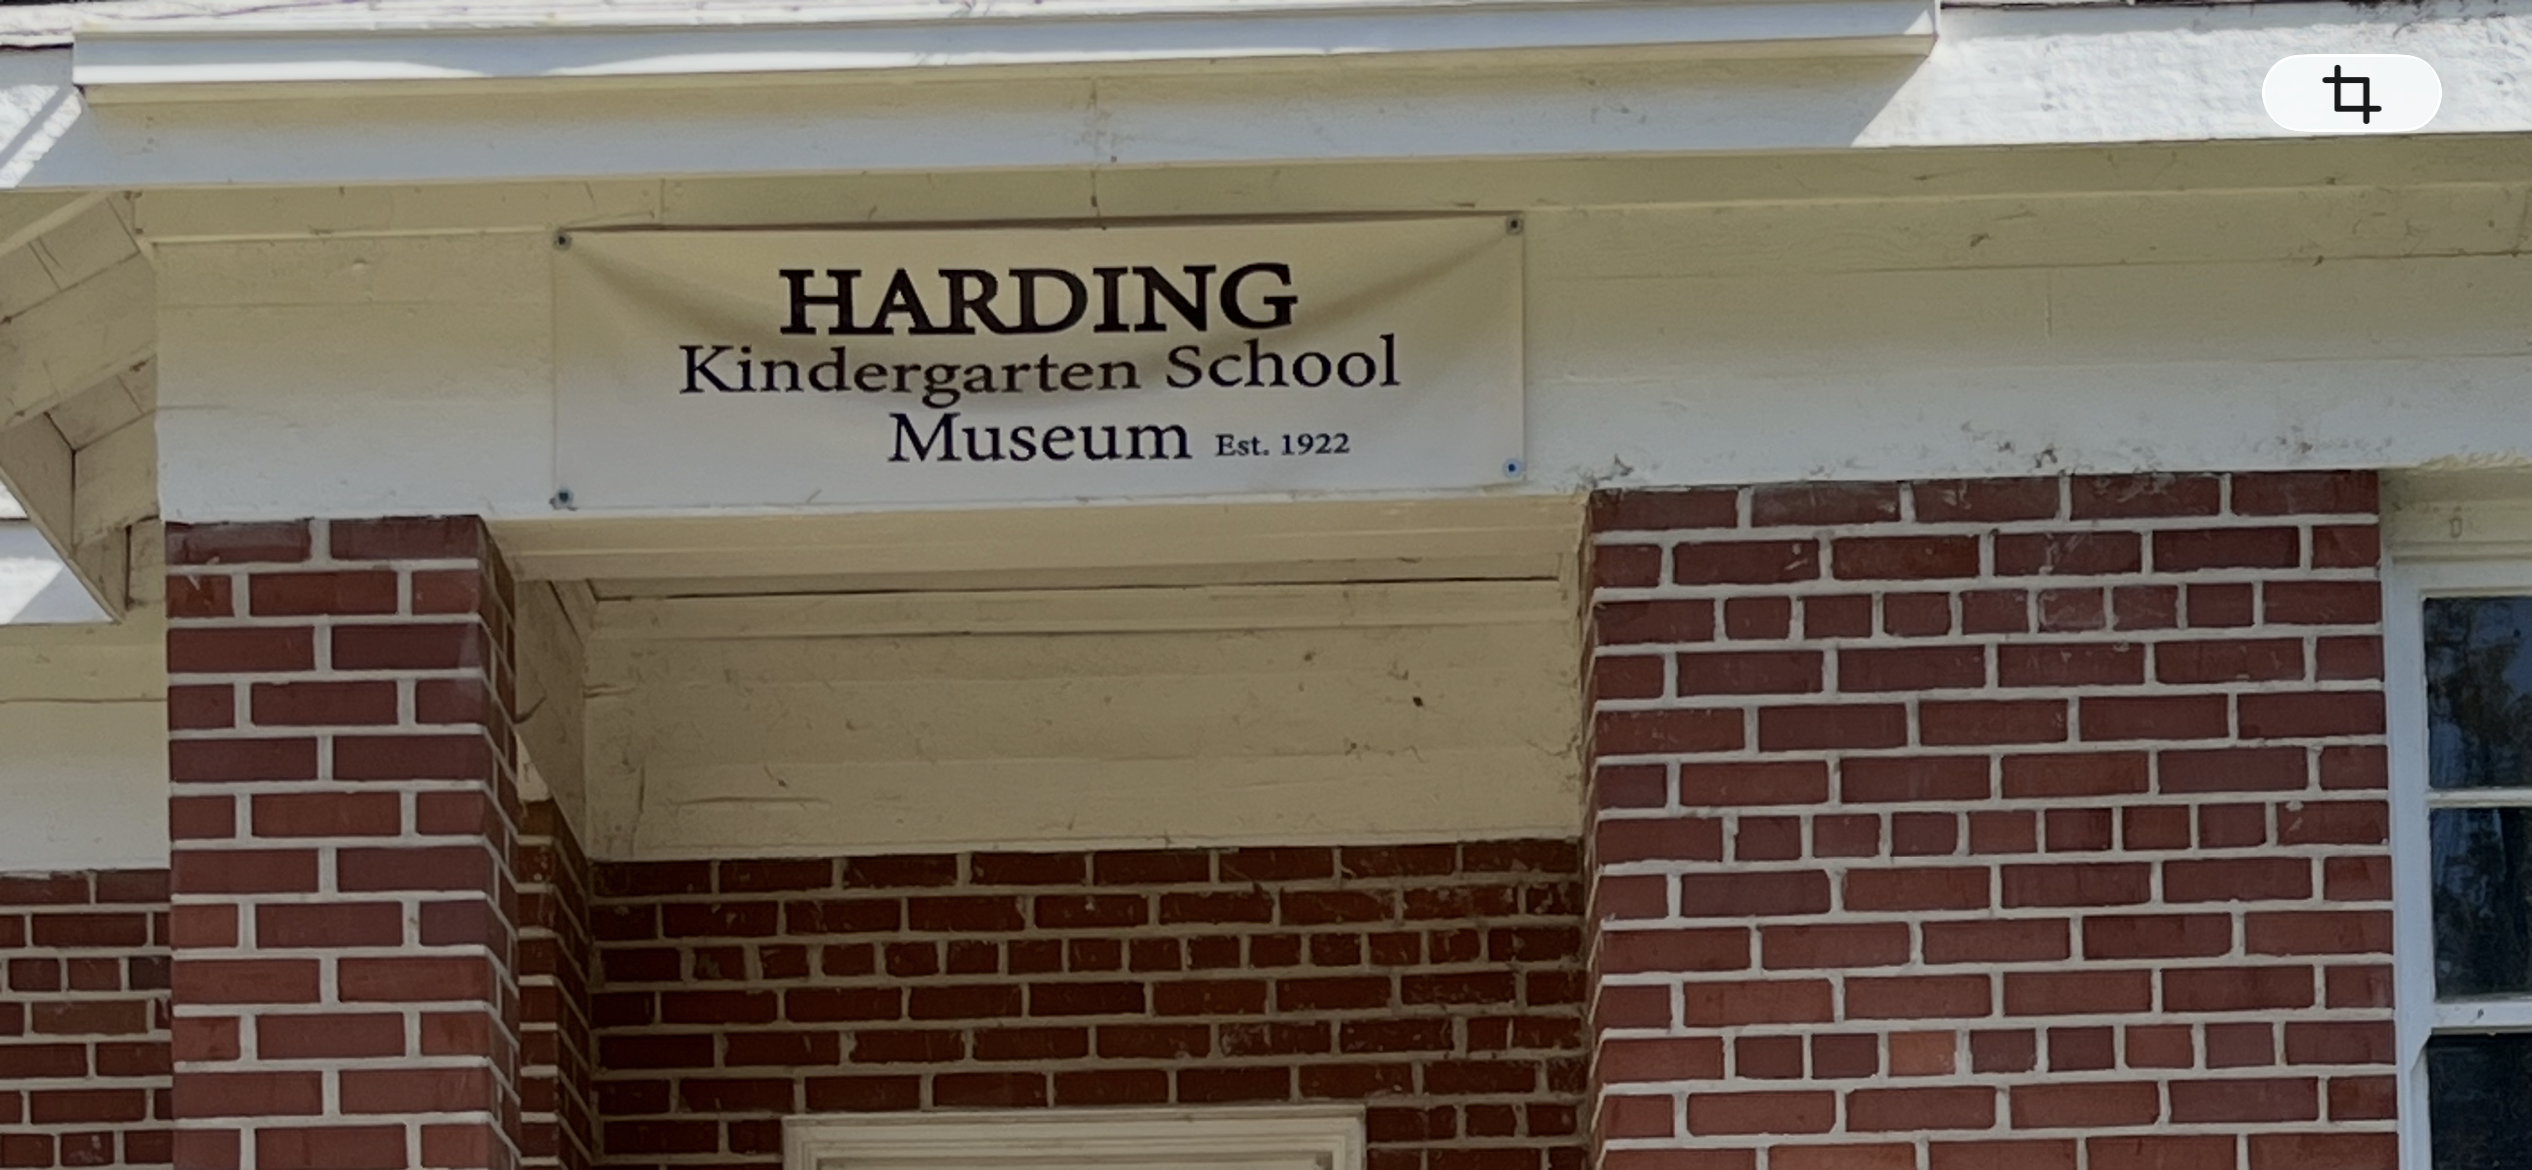 HARDING
Kindergarten School
Museum Est. 1922